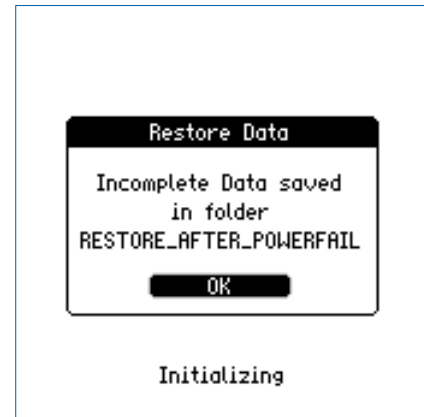 Restore Data
Incomplete Data saved
in folder
RESTORE_AFTER_POWERFAIL
OK
Initializing